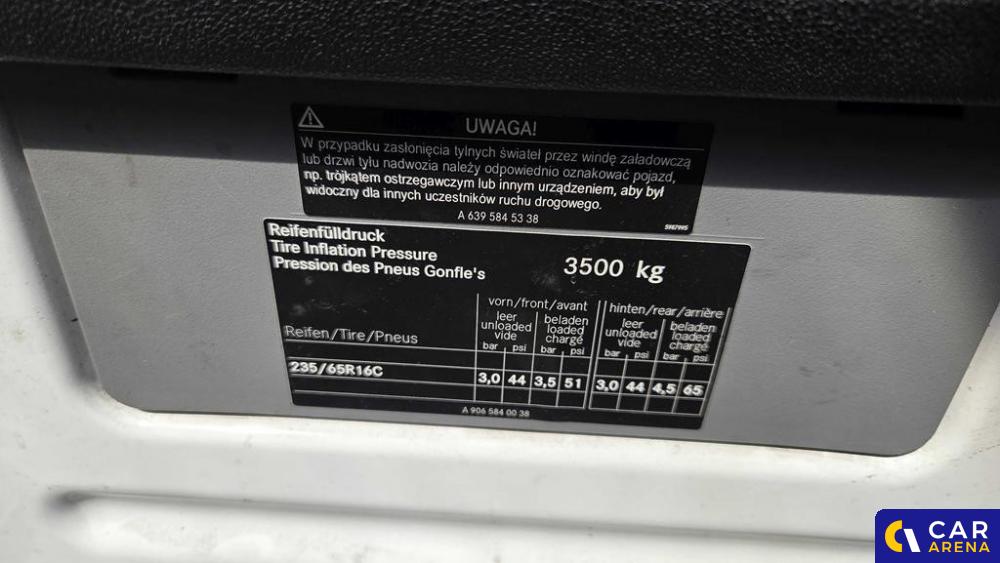 UWAGA!
W przypadku zasłonięcia tylnych świateł przez windę załadowczą
lub drzwi tyłu nadwozia należy odpowiednio oznakować pojazd,
np. trójkątem ostrzegawczym lub innym urządzeniem, aby był
widoczny dla innych uczestników ruchu drogowego.
A 639 584 53 38
Reifenfülldruck
Tire Inflation Pressure
Pression des Pneus Gonfle's
3500 kg
vorn/front/avant hinten/rear/arrière
leer beladen leer beladen
unloaded loaded unloaded loaded
vide chargé vide chargé
Reifen/Tire/Pneus bar psi bar psi bar psi bar psi
235/65R16C 3,0 44 3,5 51 3,0 44 4,5 65
A 906 584 00 38
CAR
ARENA